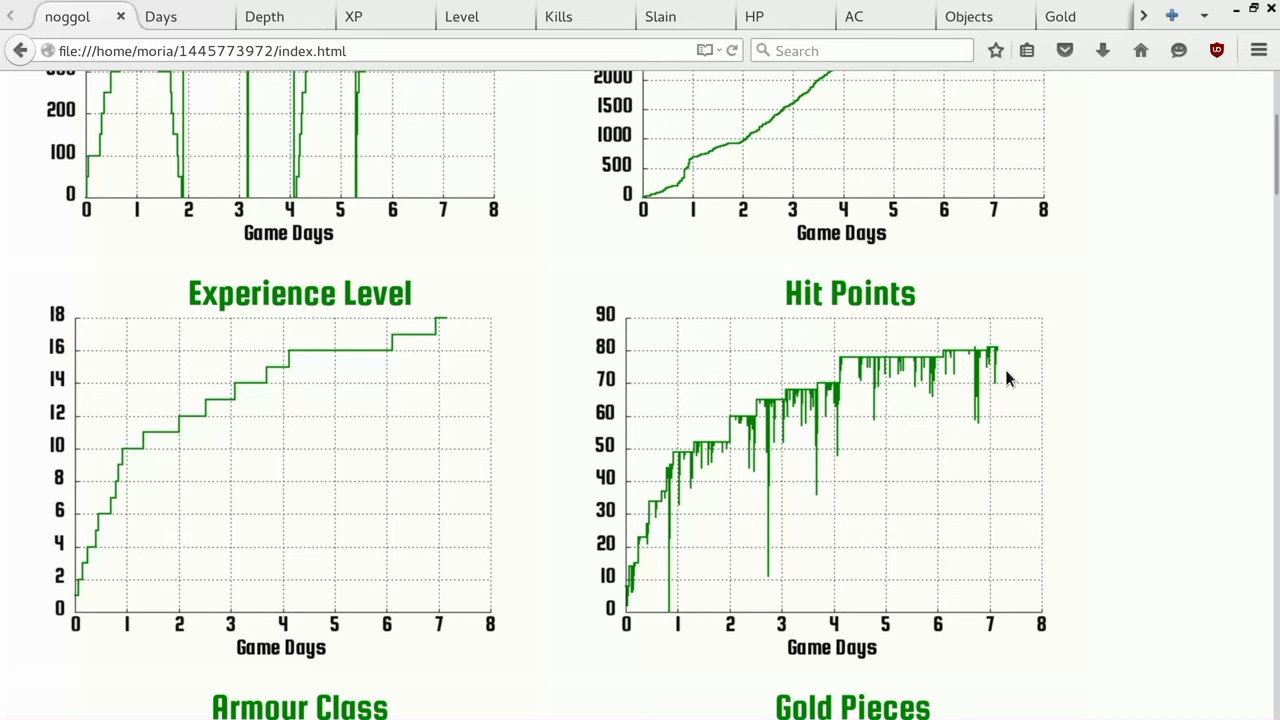 noggol Days Depth XP Level Kills Slain HP AC Objects Gold
file:///home/moria/1445773972/index.html Search
200
100
0
0 1 2 3 4 5 6 7 8
Game Days
2000
1500
1000
500
0
0 1 2 3 4 5 6 7 8
Game Days
Experience Level
18
16
14
12
10
8
6
4
2
0
0 1 2 3 4 5 6 7 8
Game Days
Hit Points
90
80
70
60
50
40
30
20
10
0
0 1 2 3 4 5 6 7 8
Game Days
Armour Class
Gold Pieces